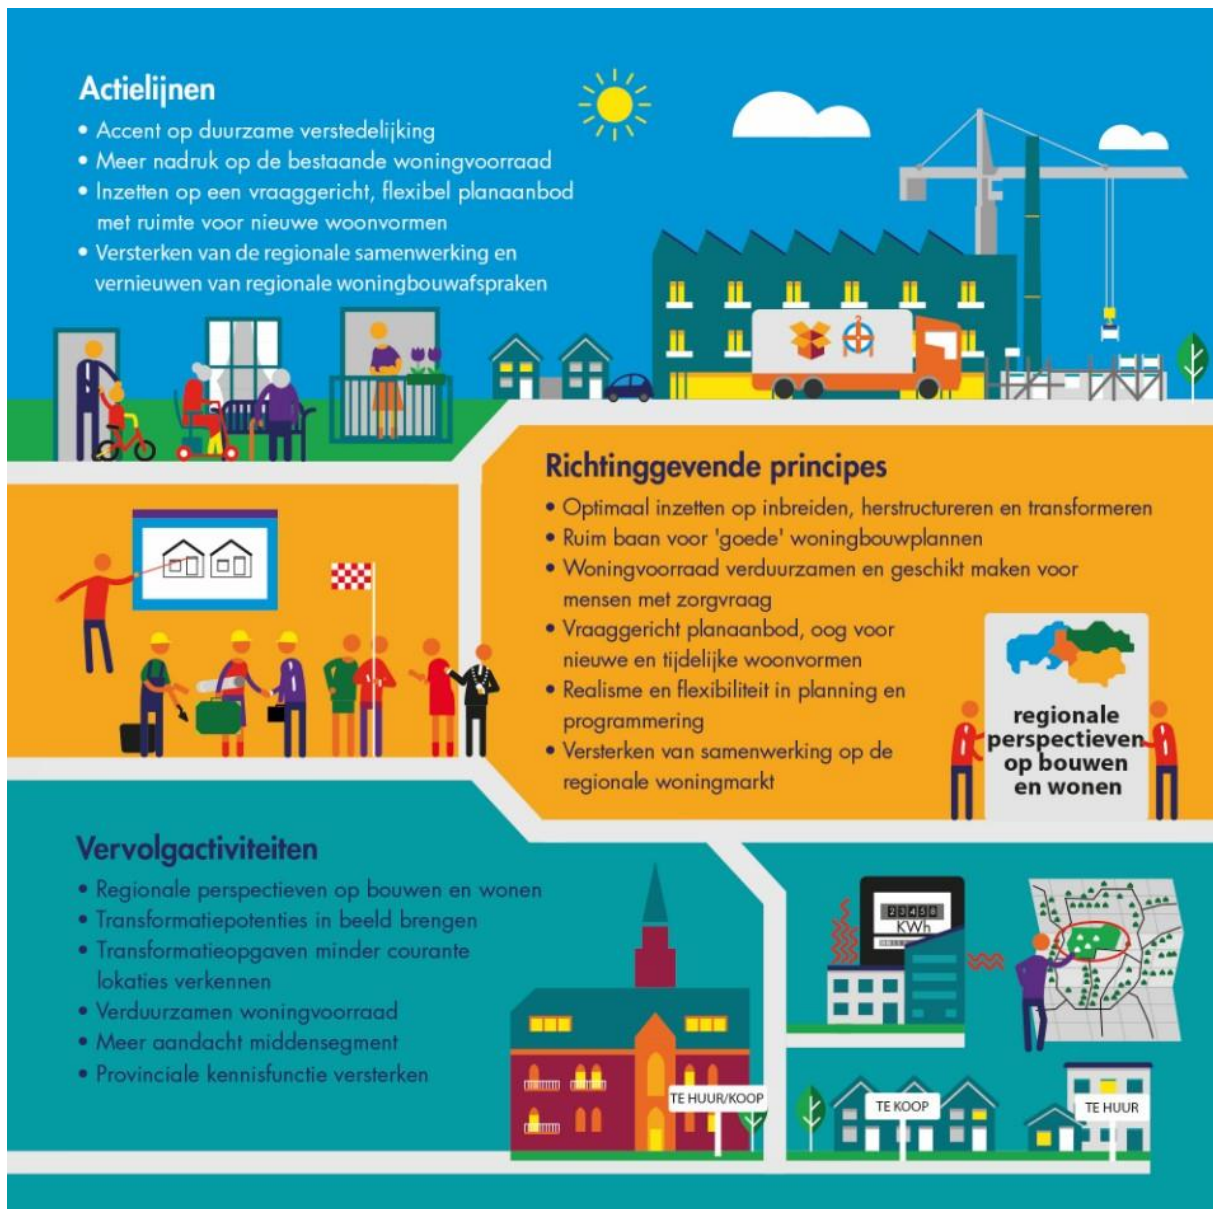 Actielijnen
• Accent op duurzame verstedelijking
• Meer nadruk op de bestaande woningvoorraad
• Inzetten op een vraaggericht, flexibel planaanbod
met ruimte voor nieuwe woonvormen
• Versterken van de regionale samenwerking en
vernieuwen van regionale woningbouwafspraken
Richtinggevende principes
• Optimaal inzetten op inbreiden, herstructureren en transformeren
• Ruim baan voor 'goede' woningbouwplannen
• Woningvoorraad verduurzamen en geschikt maken voor
mensen met zorgvraag
• Vraaggericht planaanbod, oog voor
nieuwe en tijdelijke woonvormen
• Realisme en flexibiliteit in planning en
programmering
• Versterken van samenwerking op de
regionale woningmarkt
regionale
perspectieven
op bouwen
en wonen
Vervolgactiviteiten
• Regionale perspectieven op bouwen en wonen
• Transformatiepotenties in beeld brengen
• Transformatieopgaven minder courante
lokaties verkennen
• Verduurzamen woningvoorraad
• Meer aandacht middensegment
• Provinciale kennisfunctie versterken
23456
KWh
TE HUUR/KOOP
TE KOOP
TE HUUR